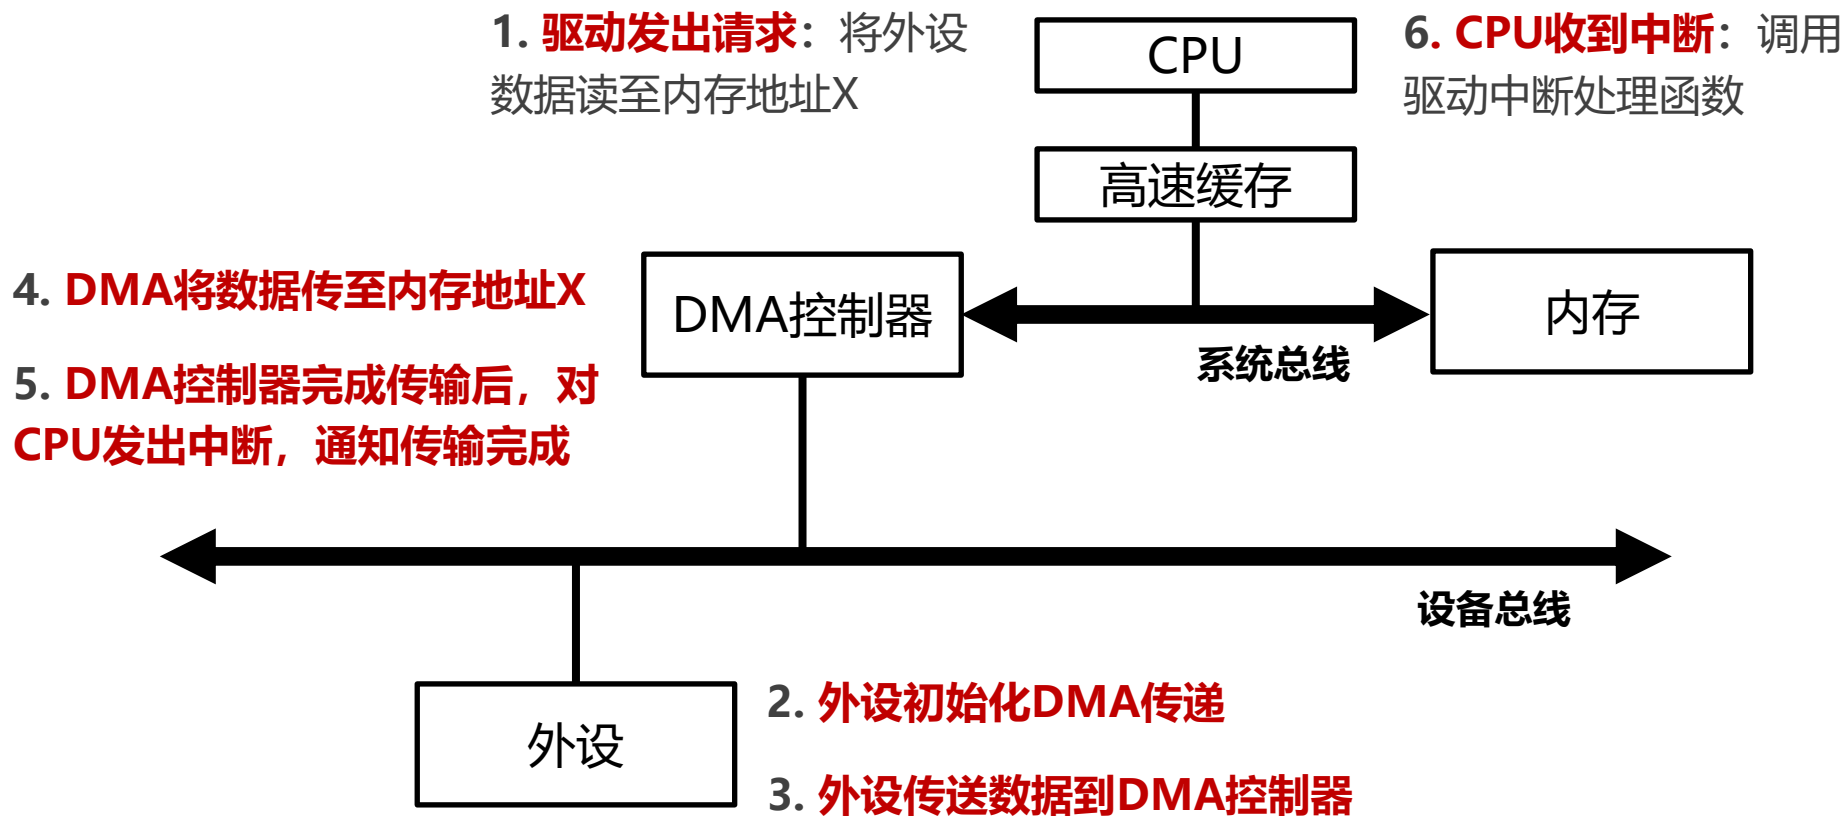 1. 驱动发出请求：将外设
数据读至内存地址X
CPU
6. CPU收到中断：调用
驱动中断处理函数
高速缓存
4. DMA将数据传至内存地址X
DMA控制器
内存
系统总线
5. DMA控制器完成传输后，对
CPU发出中断，通知传输完成
设备总线
外设
2. 外设初始化DMA传递
3. 外设传送数据到DMA控制器